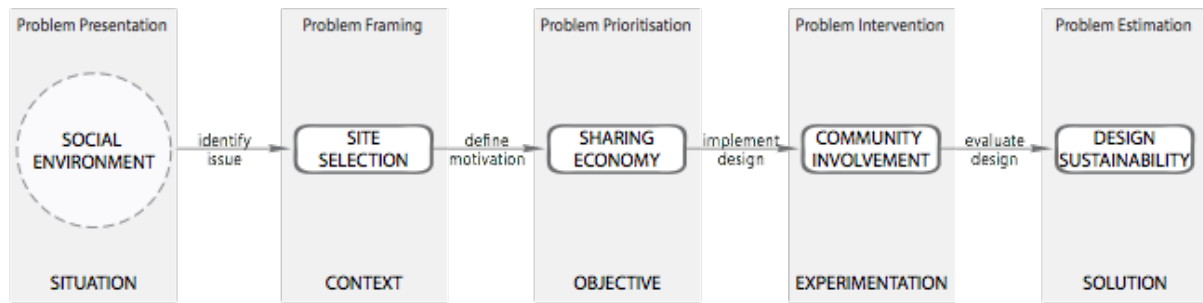 Problem Presentation
SOCIAL
ENVIRONMENT
SITUATION
identify
issue
Problem Framing
SITE
SELECTION
CONTEXT
define
motivation
Problem Prioritisation
SHARING
ECONOMY
OBJECTIVE
implement
design
Problem Intervention
COMMUNITY
INVOLVEMENT
EXPERIMENTATION
evaluate
design
Problem Estimation
DESIGN
SUSTAINABILITY
SOLUTION